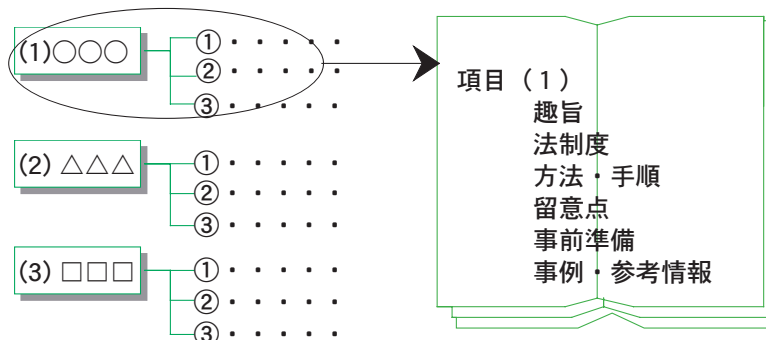 (1)○○○
①・・・・・
②・・・・・
③・・・・・
(2) △△△
①・・・・・
②・・・・・
③・・・・・
(3) □□□
①・・・・・
②・・・・・
③・・・・・
項目（１）
趣旨
法制度
方法・手順
留意点
事前準備
事例・参考情報